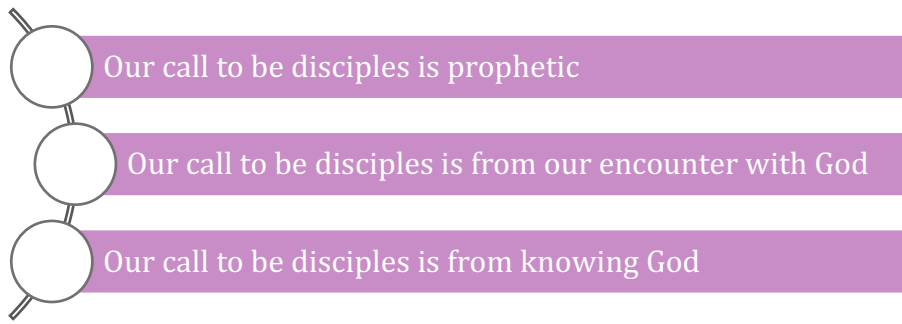 Our call to be disciples is prophetic
Our call to be disciples is from our encounter with God
Our call to be disciples is from knowing God